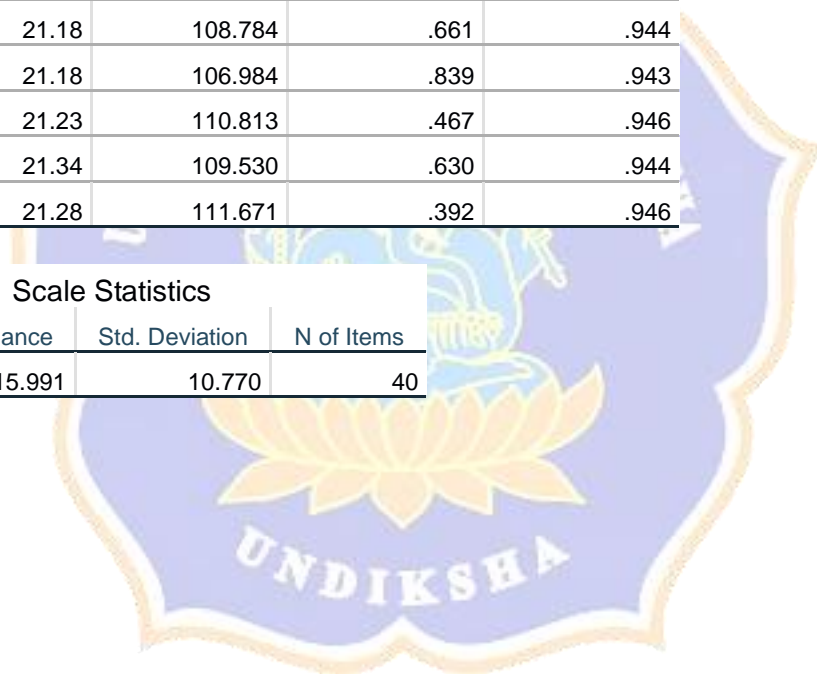 21.18 108.784 .661 .944
21.18 106.984 .839 .943
21.23 110.813 .467 .946
21.34 109.530 .630 .944
21.28 111.671 .392 .946
Scale Statistics
ance Std. Deviation N of Items
15.991 10.770 40
UNDIKSHA